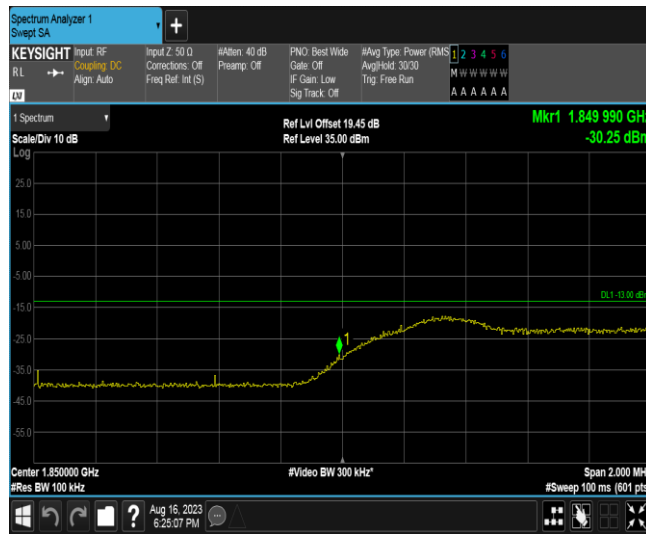 Spectrum Analyzer 1
Swept SA
KEYSIGHT
RL
LXI
Input: RF
Coupling: DC
Align: Auto
Input Z: 50 Ω
Corrections: Off
Freq Ref: Int (S)
#Atten: 40 dB
Preamp: Off
PNO: Best Wide
Gate: Off
IF Gain: Low
Sig Track: Off
#Avg Type: Power (RMS
Avg|Hold: 30/30
Trig: Free Run
1 2 3 4 5 6
M W W W W W
A A A A A A
1 Spectrum
Scale/Div 10 dB
Ref Lvl Offset 19.45 dB
Ref Level 35.00 dBm
Mkr1 1.849 990 GH
-30.25 dBn
Log
25.0
15.0
5.00
-5.00
-15.0
-25.0
-35.0
-45.0
-55.0
DL1 -13.00 dB
1
Center 1.850000 GHz
#Res BW 100 kHz
#Video BW 300 kHz*
Span 2.000 MH
#Sweep 100 ms (601 pts
?
Aug 16, 2023
6:25:07 PM